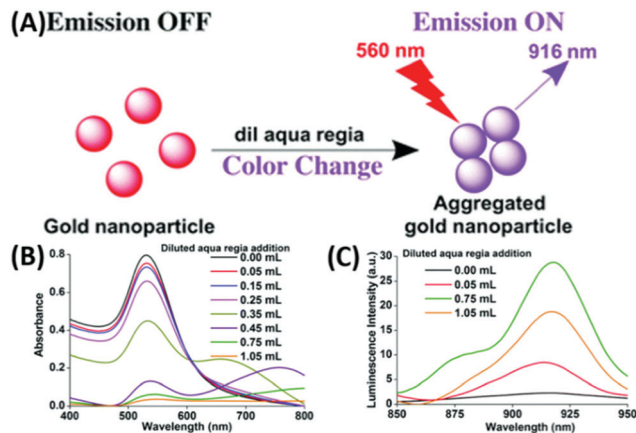 (A) Emission OFF
Emission ON
560 nm
916 nm
dil aqua regia
Color Change
Gold nanoparticle
Aggregated
gold nanoparticle
(B)
Diluted aqua regia addition
0.00 mL
0.05 mL
0.15 mL
0.25 mL
0.35 mL
0.45 mL
0.75 mL
1.05 mL
Absorbance
0.8
0.6
0.4
0.2
0.0
400 500 600 700 800
Wavelength (nm)
(C)
Diluted aqua regia addition
0.00 mL
0.05 mL
0.75 mL
1.05 mL
Luminescence Intensity (a.u.)
30
25
20
15
10
5
0
850 875 900 925 950
Wavelength (nm)